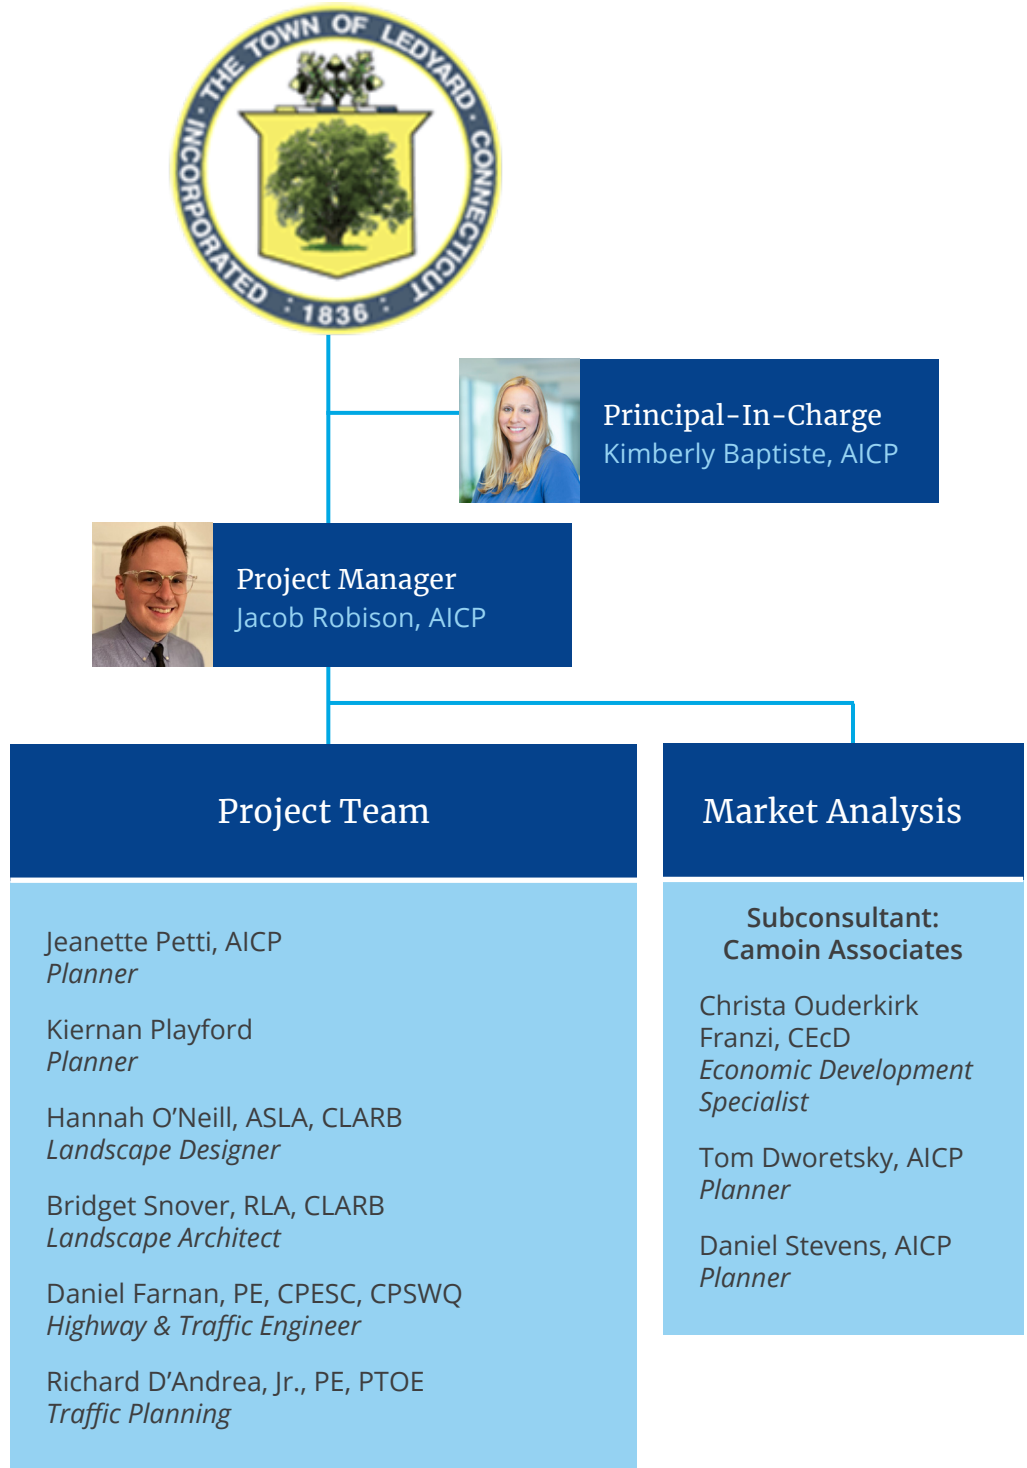 · THE TOWN OF LEDYARD · CONNECTICUT : 1836 : INCORPORATED
Principal-In-Charge
Kimberly Baptiste, AICP
Project Manager
Jacob Robison, AICP
Project Team
Jeanette Petti, AICP
Planner
Kiernan Playford
Planner
Hannah O’Neill, ASLA, CLARB
Landscape Designer
Bridget Snover, RLA, CLARB
Landscape Architect
Daniel Farnan, PE, CPESC, CPSWQ
Highway & Traffic Engineer
Richard D’Andrea, Jr., PE, PTOE
Traffic Planning
Market Analysis
Subconsultant:
Camoin Associates
Christa Ouderkirk
Franzi, CEcD
Economic Development
Specialist
Tom Dworetsky, AICP
Planner
Daniel Stevens, AICP
Planner